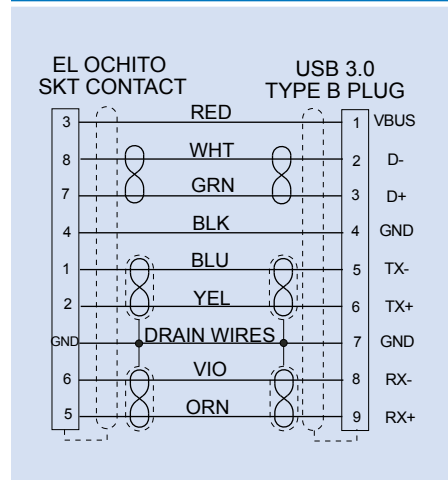 EL OCHITO
SKT CONTACT
USB 3.0
TYPE B PLUG
3 RED 1 VBUS
8 WHT 2 D-
7 GRN 3 D+
4 BLK 4 GND
1 BLU 5 TX-
2 YEL 6 TX+
GND DRAIN WIRES 7 GND
6 VIO 8 RX-
5 ORN 9 RX+